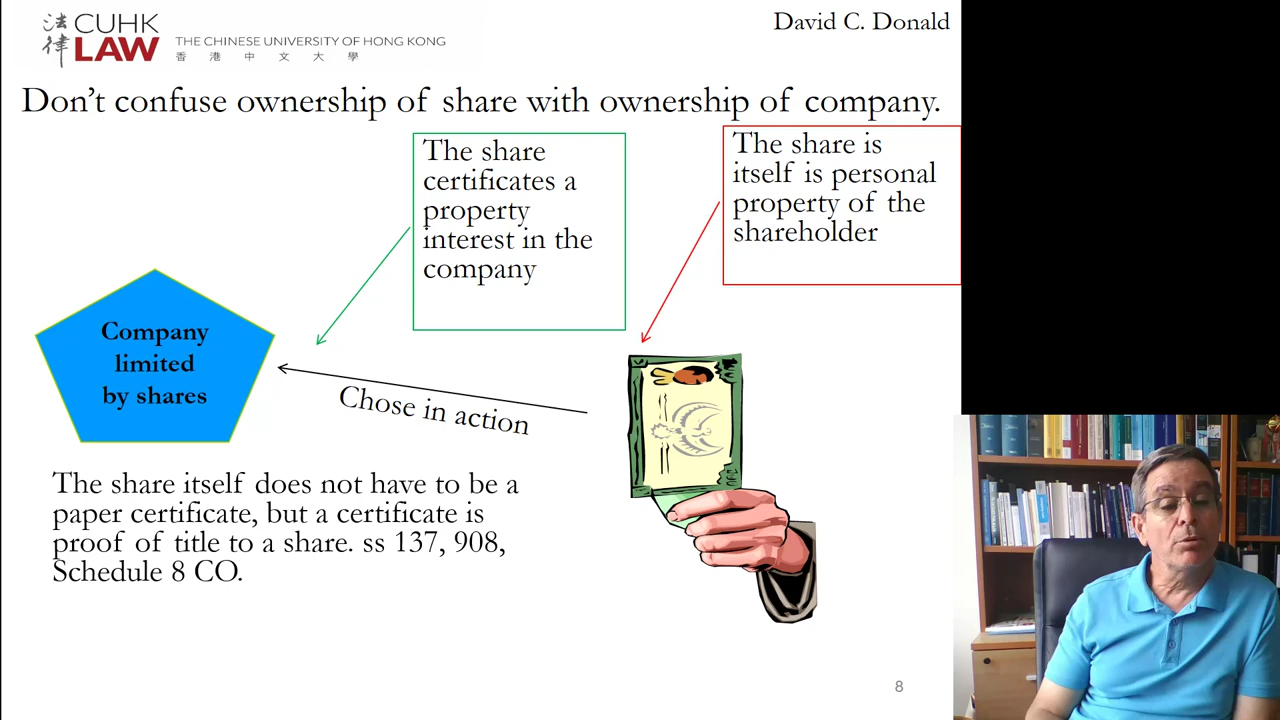 法律 CUHK LAW
THE CHINESE UNIVERSITY OF HONG KONG
香港中文大學
David C. Donald
Don't confuse ownership of share with ownership of company.
The share
certificates a
property
interest in the
company
The share is
itself is personal
property of the
shareholder
Company
limited
by shares
Chose in action
The share itself does not have to be a
paper certificate, but a certificate is
proof of title to a share. ss 137, 908,
Schedule 8 CO.
8